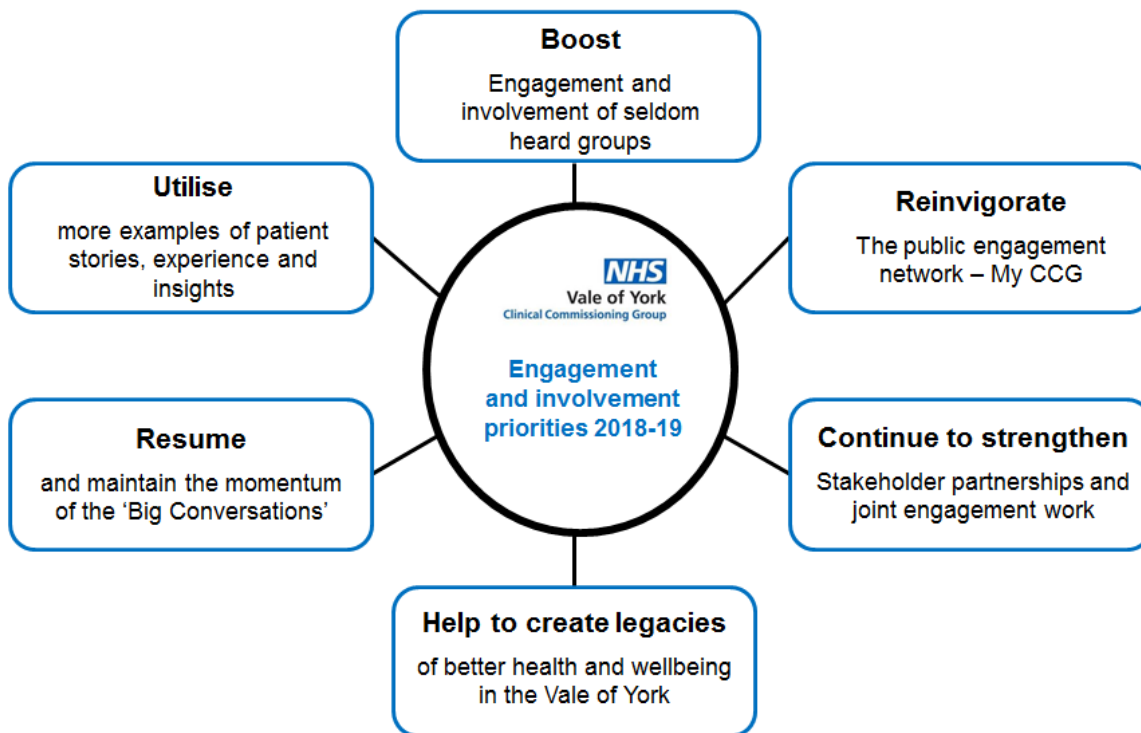 Boost
Engagement and
involvement of seldom
heard groups
Utilise
more examples of patient
stories, experience and
insights
Reinvigorate
The public engagement
network – My CCG
NHS
Vale of York
Clinical Commissioning Group
Engagement
and involvement
priorities 2018-19
Resume
and maintain the momentum
of the ‘Big Conversations’
Continue to strengthen
Stakeholder partnerships and
joint engagement work
Help to create legacies
of better health and wellbeing
in the Vale of York